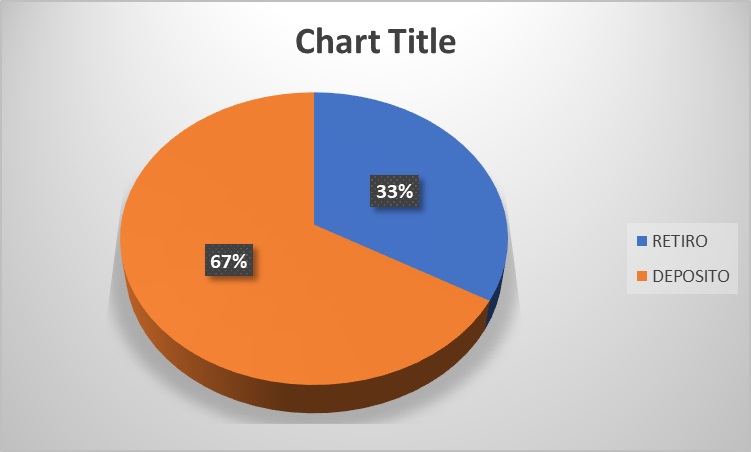 Chart Title
33%
67%
RETIRO
DEPOSITO